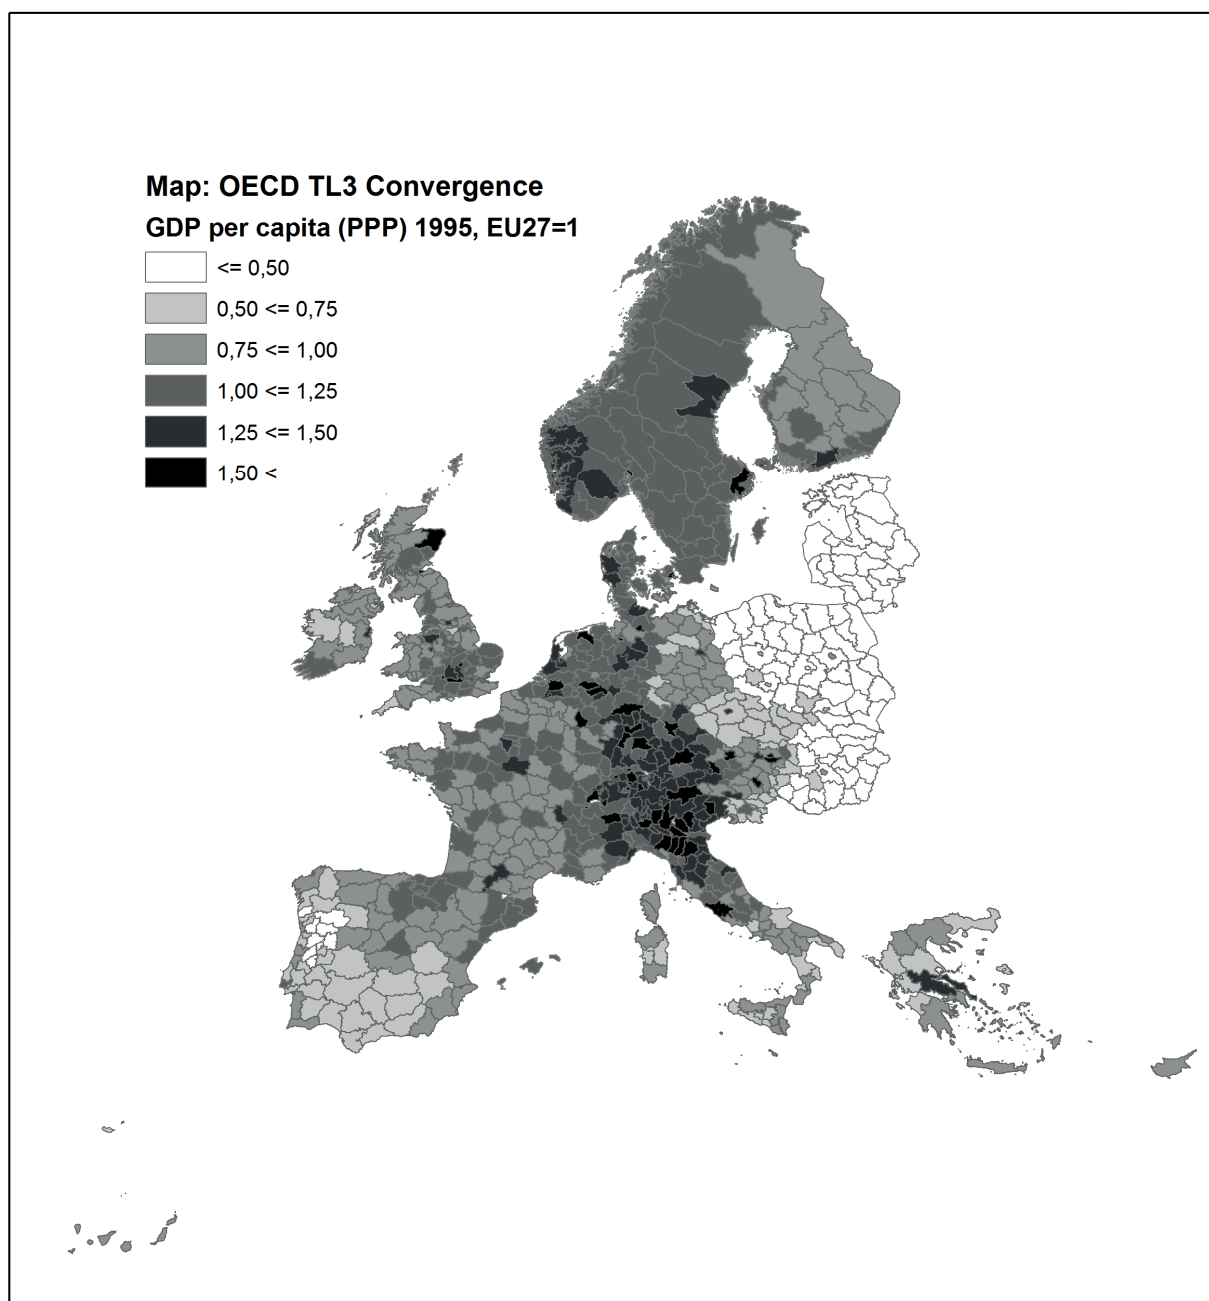 Map: OECD TL3 Convergence
GDP per capita (PPP) 1995, EU27=1
<= 0,50
0,50 <= 0,75
0,75 <= 1,00
1,00 <= 1,25
1,25 <= 1,50
1,50 <